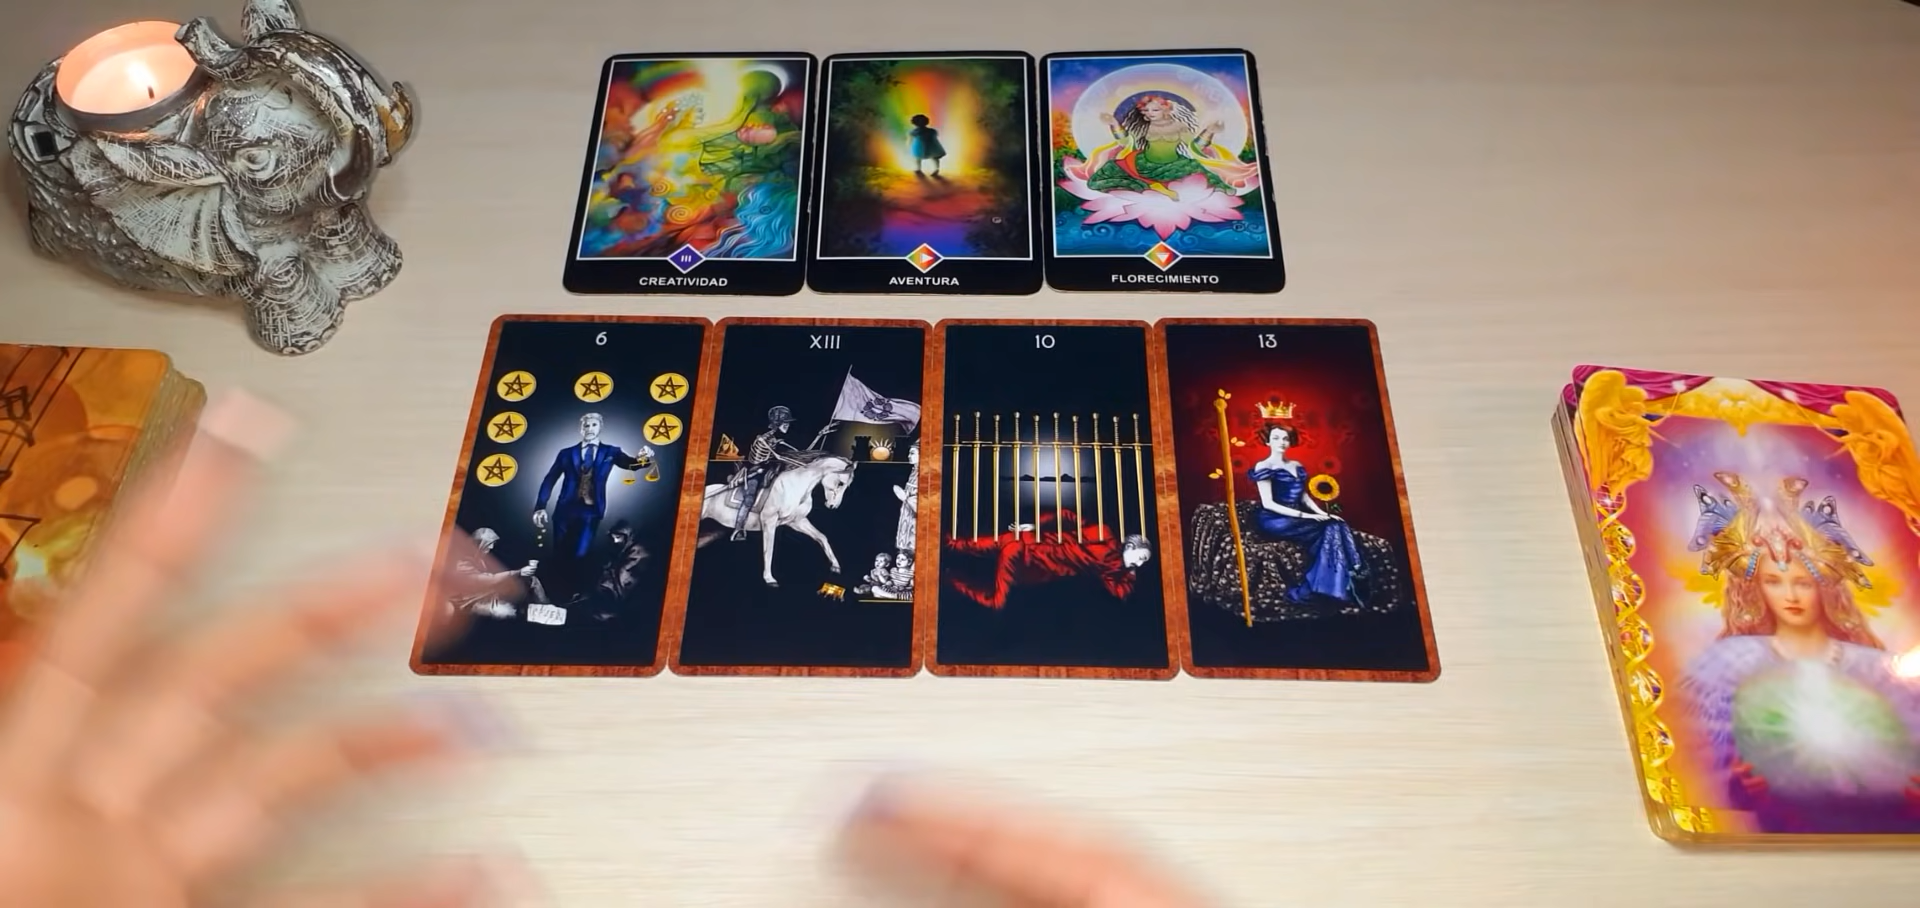 III
CREATIVIDAD
AVENTURA
FLORECIMIENTO
6
XIII
10
13